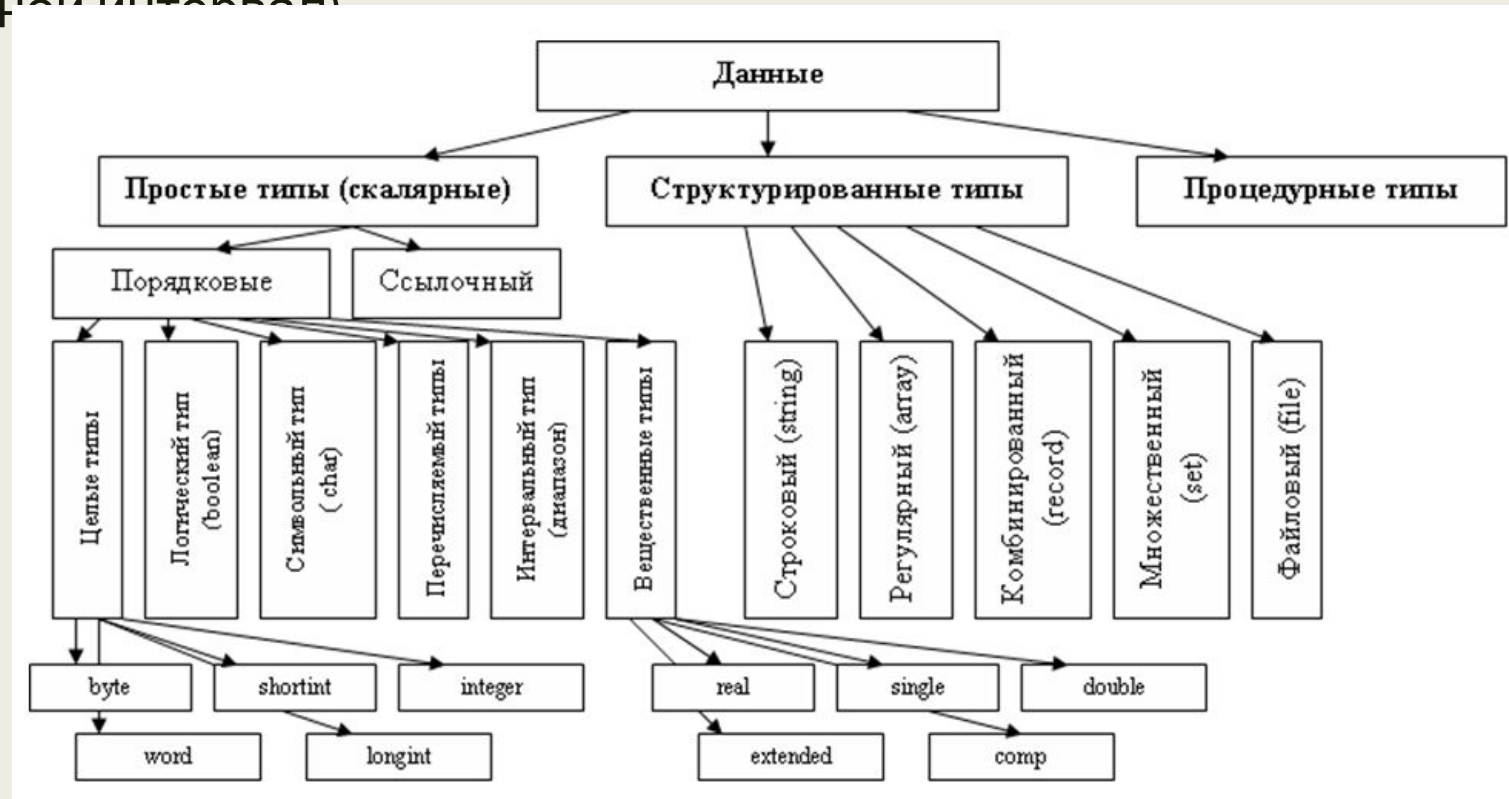 ной интервал)
Данные
Простые типы (скалярные)
Структурированные типы
Процедурные типы
Порядковые
Ссылочный
Целые типы
Логический тип
(boolean)
Символьный тип
( char)
Перечисляемый типы
Интервальный тип
(диапазон)
Вещественные типы
Строковый (string)
Регулярный (array)
Комбинированный
(record)
Множественный
(set)
Файловый (file)
byte
shortint
integer
real
single
double
word
longint
extended
comp